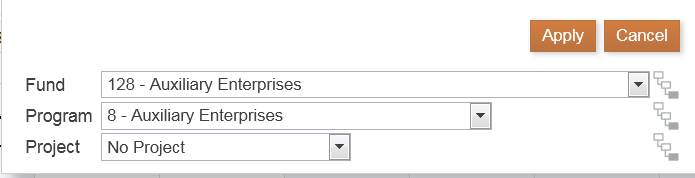 Apply Cancel
Fund 128 - Auxiliary Enterprises
Program 8 - Auxiliary Enterprises
Project No Project